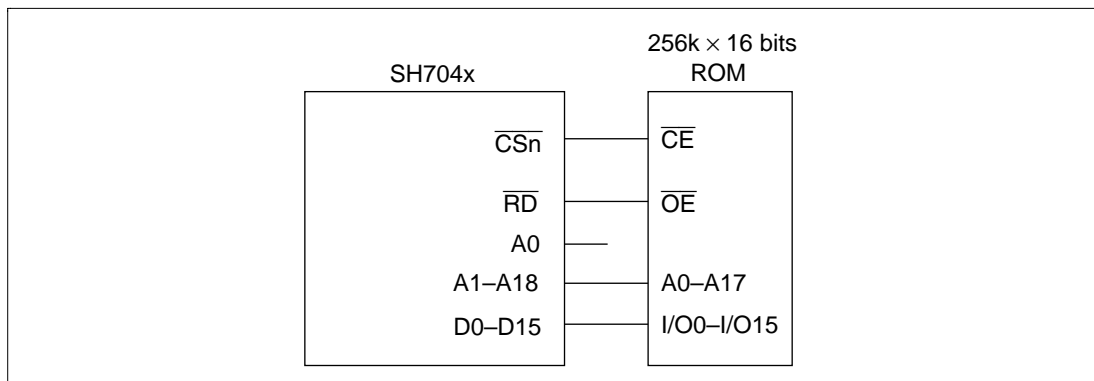 256k × 16 bits
SH704x ROM
CSn CE
RD OE
A0
A1–A18 A0–A17
D0–D15 I/O0–I/O15